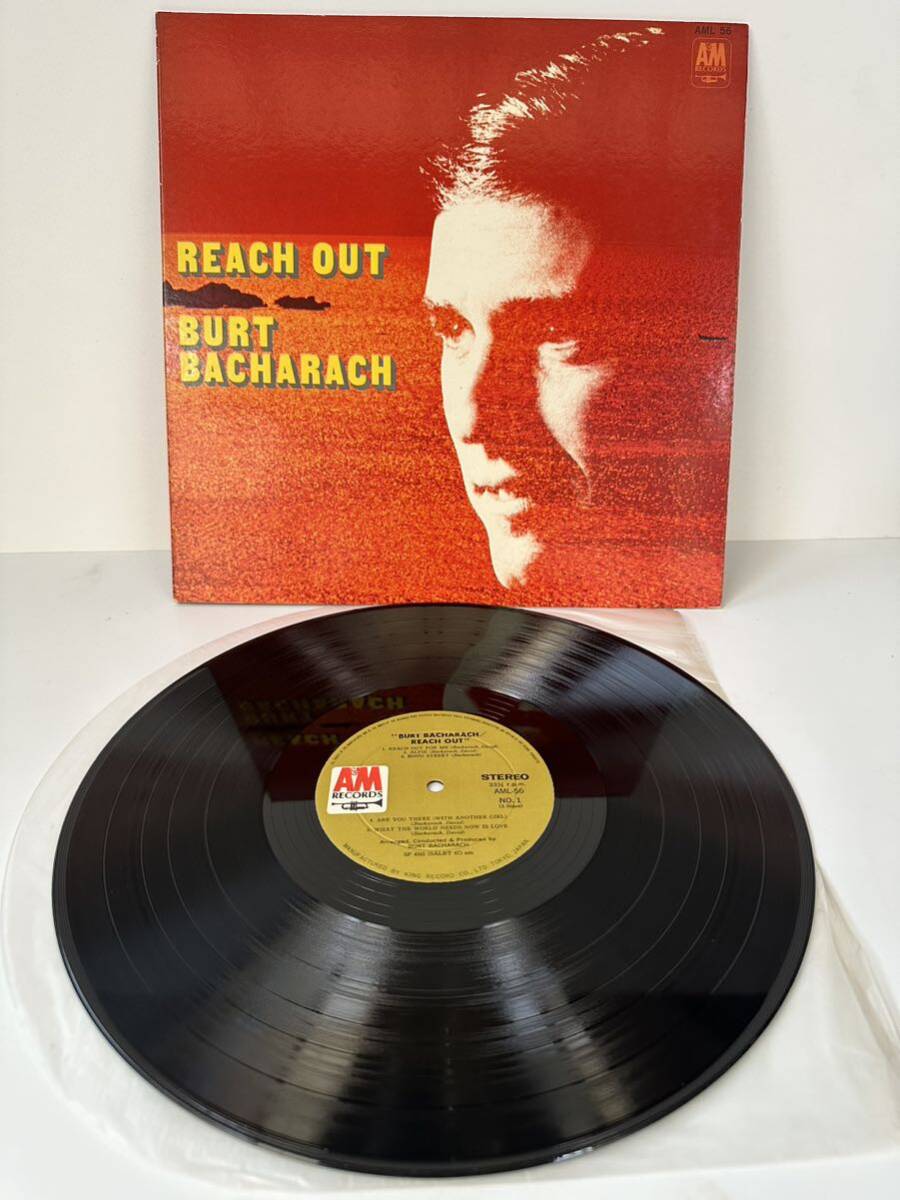 AML 56
A&M
RECORDS
REACH OUT
BURT
BACHARACH
"BURT BACHARACH/
REACH OUT"
1. REACH OUT FOR ME (Bacharach, David)
2. ALFIE (Bacharach, David)
3. BOND STREET (Bacharach)
A&M
RECORDS
STEREO
33⅓ r.p.m.
AML-56
NO. 1
4. ARE YOU THERE (WITH ANOTHER GIRL)
(Bacharach, David)
5. WHAT THE WORLD NEEDS NOW IS LOVE
(Bacharach, David)
Arranged, Conducted & Produced by
BURT BACHARACH
MANUFACTURED BY KING RECORD CO., LTD. TOKYO, JAPAN